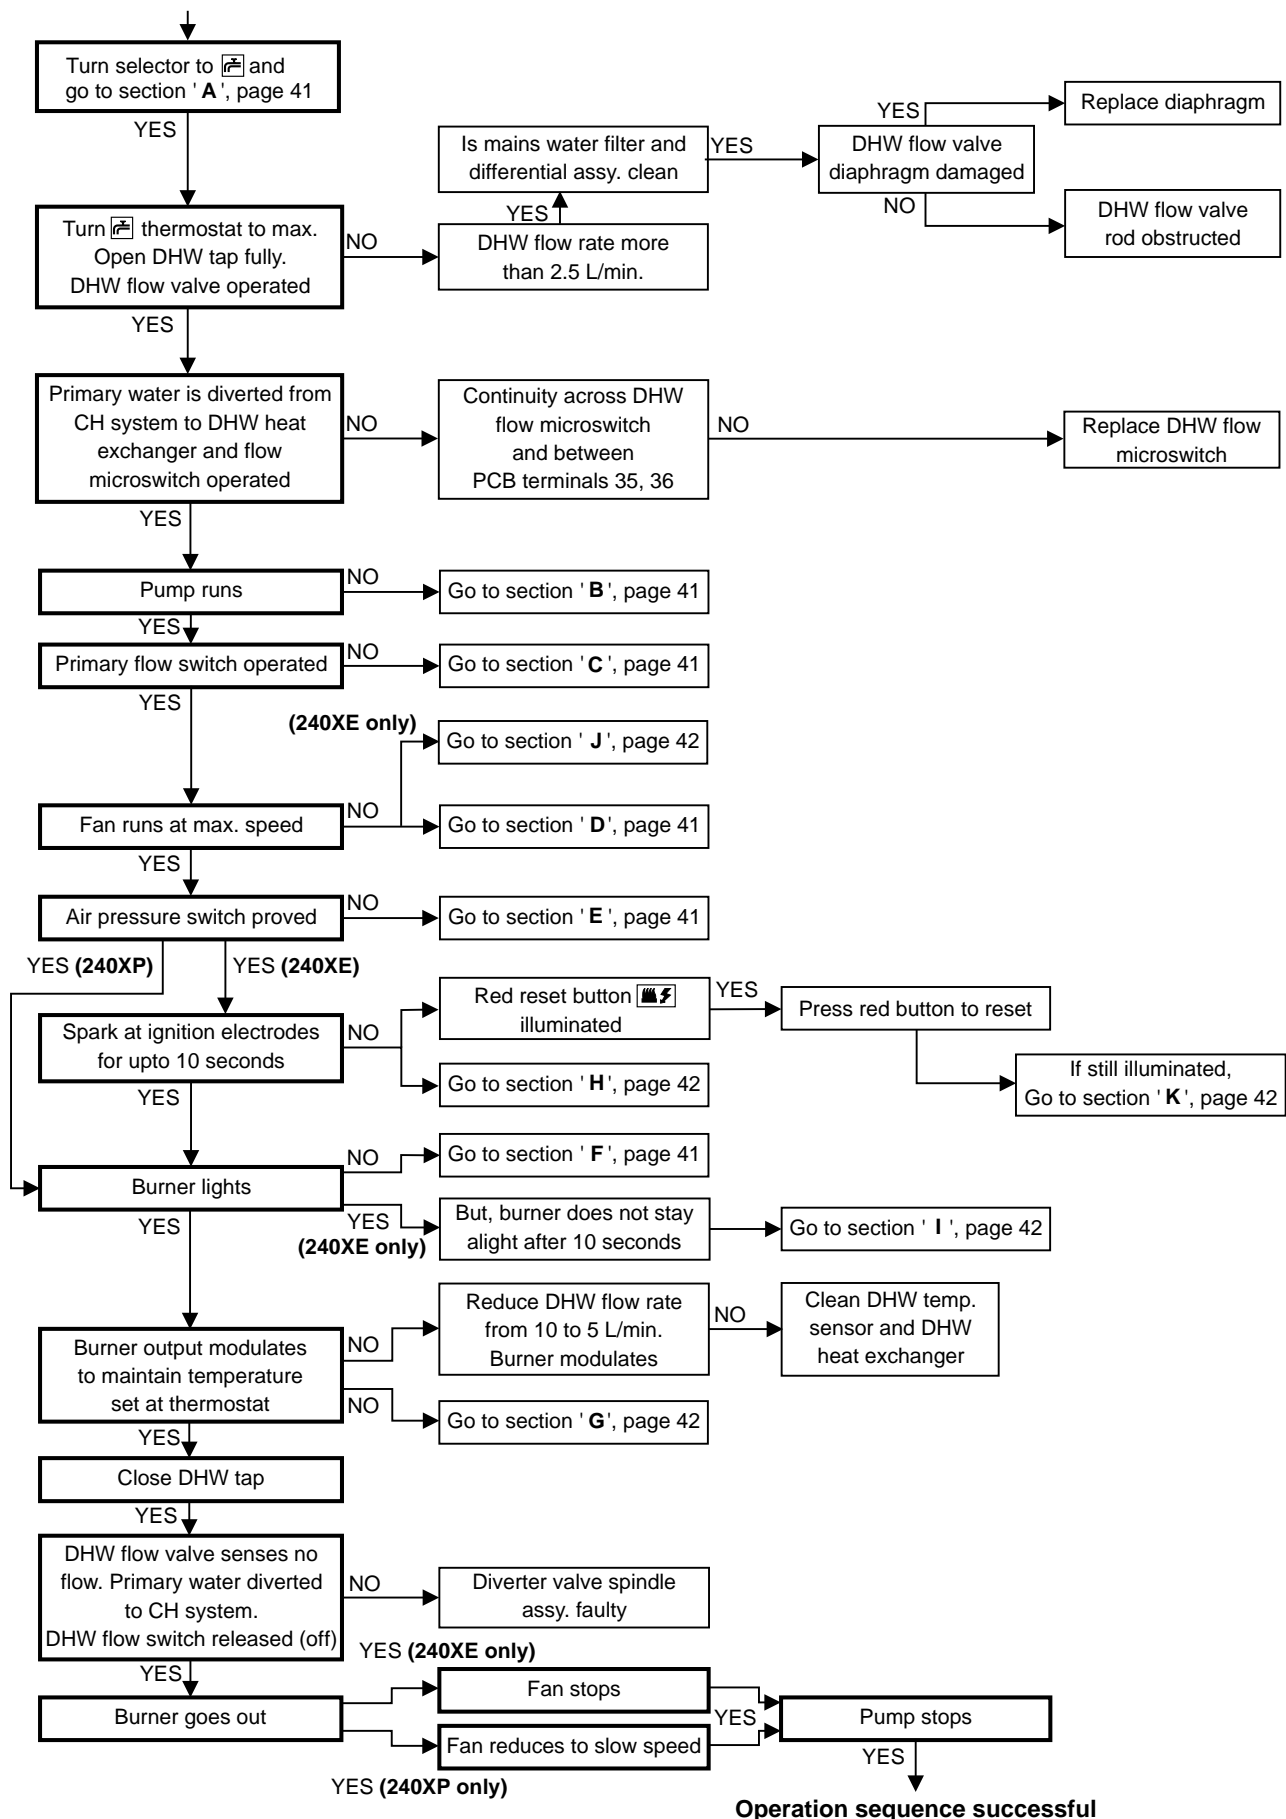 Turn selector to and
go to section ' A ', page 41
YES
Turn thermostat to max.
Open DHW tap fully.
DHW flow valve operated
NO
DHW flow rate more
than 2.5 L/min.
YES
Is mains water filter and
differential assy. clean
YES
DHW flow valve
diaphragm damaged
YES
Replace diaphragm
NO
DHW flow valve
rod obstructed
YES
Primary water is diverted from
CH system to DHW heat
exchanger and flow
microswitch operated
NO
Continuity across DHW
flow microswitch
and between
PCB terminals 35, 36
NO
Replace DHW flow
microswitch
YES
Pump runs
NO
Go to section ' B ', page 41
YES
Primary flow switch operated
NO
Go to section ' C ', page 41
YES
(240XE only)
Go to section ' J ', page 42
Fan runs at max. speed
NO
Go to section ' D ', page 41
YES
Air pressure switch proved
NO
Go to section ' E ', page 41
YES (240XP)
YES (240XE)
Spark at ignition electrodes
for upto 10 seconds
NO
Red reset button
illuminated
YES
Press red button to reset
If still illuminated,
Go to section ' K ', page 42
Go to section ' H ', page 42
YES
Burner lights
NO
Go to section ' F ', page 41
YES
(240XE only)
But, burner does not stay
alight after 10 seconds
Go to section ' I ', page 42
YES
Burner output modulates
to maintain temperature
set at thermostat
NO
Reduce DHW flow rate
from 10 to 5 L/min.
Burner modulates
NO
Clean DHW temp.
sensor and DHW
heat exchanger
NO
Go to section ' G ', page 42
YES
Close DHW tap
YES
DHW flow valve senses no
flow. Primary water diverted
to CH system.
DHW flow switch released (off)
NO
Diverter valve spindle
assy. faulty
YES
Burner goes out
YES (240XE only)
Fan stops
YES
Pump stops
Fan reduces to slow speed
YES (240XP only)
YES
Operation sequence successful